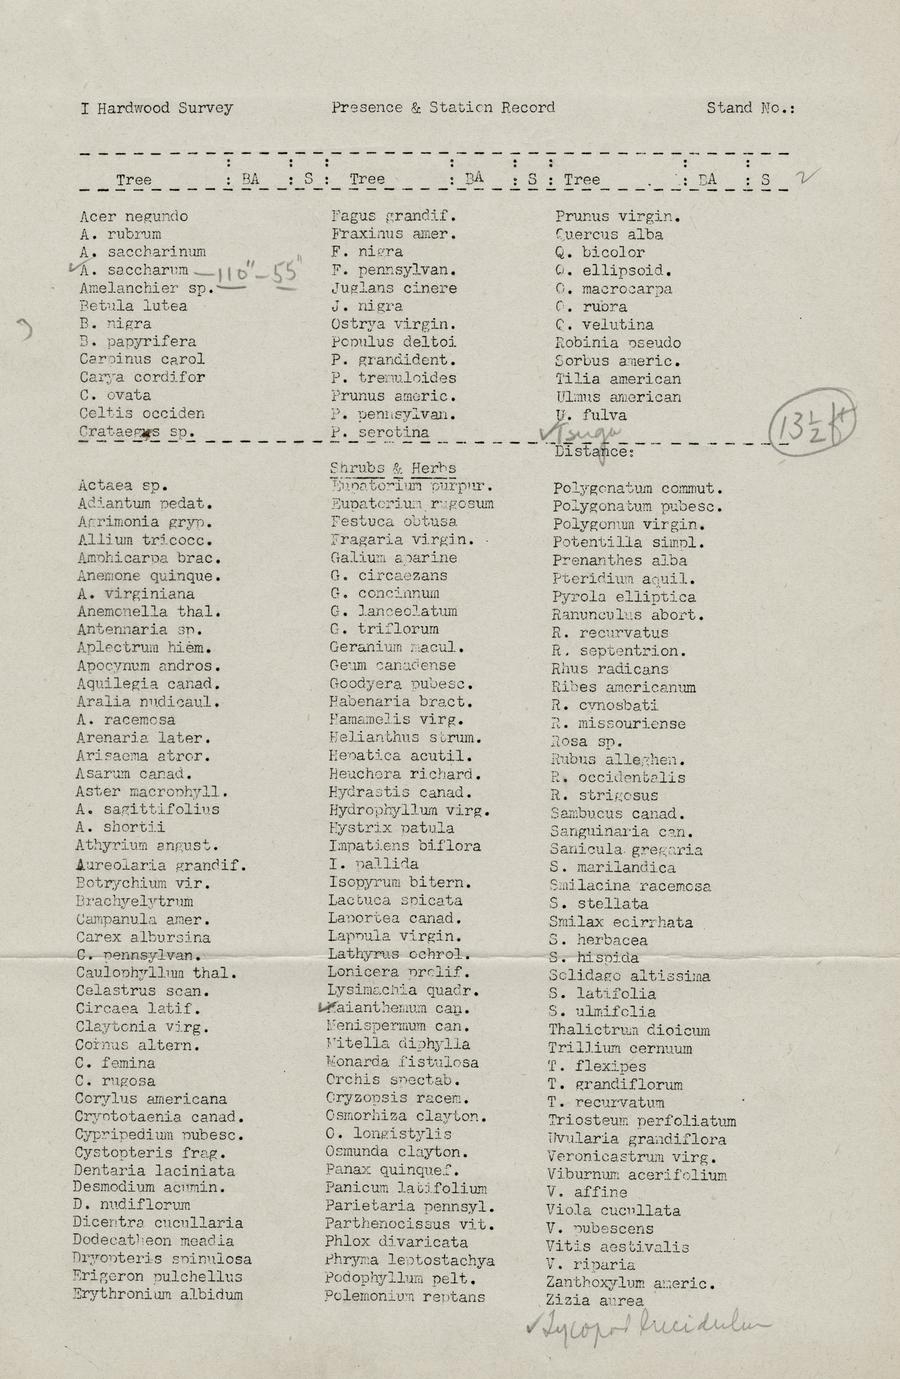 I Hardwood Survey Presence & Station Record Stand No.:
Tree : BA : S : Tree : BA : S : Tree : BA : S
Acer negundo
A. rubrum
A. saccharinum
✓A. saccharum —110"—55"
Amelanchier sp.
Betula lutea
B. nigra
B. papyrifera
Carpinus carol
Carya cordifor
C. ovata
Celtis occiden
Crataegus sp.
Fagus grandif.
Fraxinus amer.
F. nigra
F. pennsylvan.
Juglans cinere
J. nigra
Ostrya virgin.
Populus deltoi
P. grandident.
P. tremuloides
Prunus americ.
P. pennsylvan.
P. serotina
Prunus virgin.
Quercus alba
Q. bicolor
Q. ellipsoid.
Q. macrocarpa
Q. rubra
Q. velutina
Robinia pseudo
Sorbus americ.
Tilia american
Ulmus american
U. fulva
✓Tsuga
13½ ft
Distance:
Shrubs & Herbs
Actaea sp.
Adiantum pedat.
Agrimonia gryp.
Allium tricocc.
Amphicarpa brac.
Anemone quinque.
A. virginiana
Anemonella thal.
Antennaria sp.
Aplectrum hiem.
Apocynum andros.
Aquilegia canad.
Aralia nudicaul.
A. racemosa
Arenaria later.
Arisaema atror.
Asarum canad.
Aster macrophyll.
A. sagittifolius
A. shortii
Athyrium angust.
Aureolaria grandif.
Botrychium vir.
Brachyelytrum
Campanula amer.
Carex albursina
C. pennsylvan.
Caulophyllum thal.
Celastrus scan.
Circaea latif.
Claytonia virg.
Cornus altern.
C. femina
C. rugosa
Corylus americana
Cryptotaenia canad.
Cypripedium pubesc.
Cystopteris frag.
Dentaria laciniata
Desmodium acumin.
D. nudiflorum
Dicentra cucullaria
Dodecatheon meadia
Dryopteris spinulosa
Erigeron pulchellus
Erythronium albidum
Eupatorium purpur.
Eupatorium rugosum
Festuca obtusa
Fragaria virgin.
Galium aparine
G. circaezans
G. concinnum
G. lanceolatum
G. triflorum
Geranium macul.
Geum canadense
Goodyera pubesc.
Habenaria bract.
Hamamelis virg.
Helianthus strum.
Hepatica acutil.
Heuchera richard.
Hydrastis canad.
Hydrophyllum virg.
Hystrix patula
Impatiens biflora
I. pallida
Isopyrum bitern.
Lactuca spicata
Laportea canad.
Lappula virgin.
Lathyrus ochrol.
Lonicera prolif.
Lysimachia quadr.
✓Maianthemum can.
Menispermum can.
Mitella diphylla
Monarda fistulosa
Orchis spectab.
Oryzopsis racem.
Osmorhiza clayton.
O. longistylis
Osmunda clayton.
Panax quinquef.
Panicum latifolium
Parietaria pennsyl.
Parthenocissus vit.
Phlox divaricata
Phryma leptostachya
Podophyllum pelt.
Polemonium reptans
Polygonatum commut.
Polygonatum pubesc.
Polygonum virgin.
Potentilla simpl.
Prenanthes alba
Pteridium aquil.
Pyrola elliptica
Ranunculus abort.
R. recurvatus
R. septentrion.
Rhus radicans
Ribes americanum
R. cynosbati
R. missouriense
Rosa sp.
Rubus alleghen.
R. occidentalis
R. strigosus
Sambucus canad.
Sanguinaria can.
Sanicula gregaria
S. marilandica
Smilacina racemosa
S. stellata
Smilax ecirrhata
S. herbacea
S. hispida
Solidago altissima
S. latifolia
S. ulmifolia
Thalictrum dioicum
Trillium cernuum
T. flexipes
T. grandiflorum
T. recurvatum
Triosteum perfoliatum
Uvularia grandiflora
Veronicastrum virg.
Viburnum acerifolium
V. affine
Viola cucullata
V. pubescens
Vitis aestivalis
V. riparia
Zanthoxylum americ.
Zizia aurea
✓Lycopod lucidulum